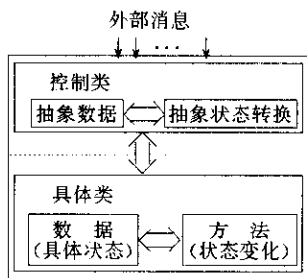 外部消息
...
控制类
抽象数据
抽象状态转换
具体类
数据
(具体状态)
方法
(状态变化)